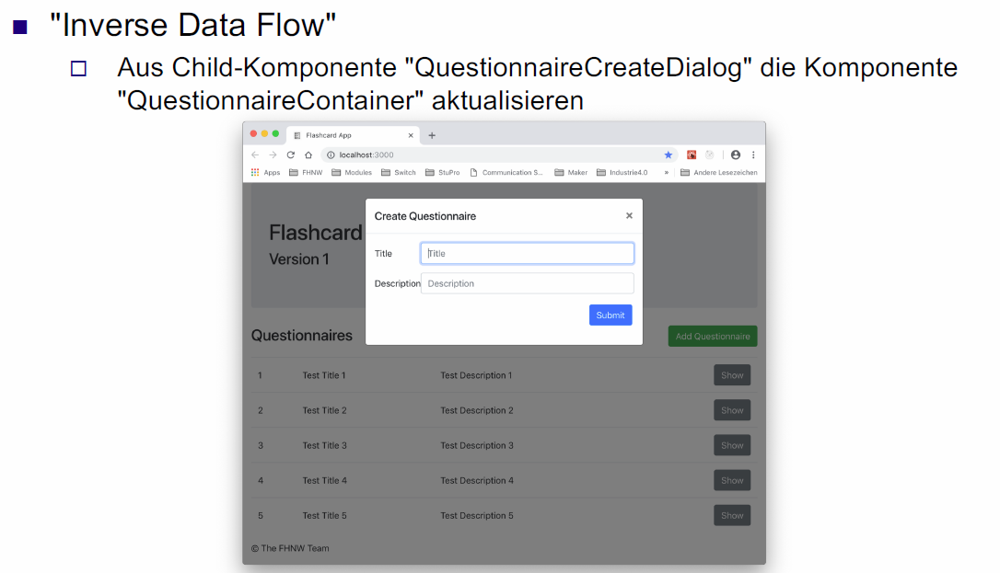 "Inverse Data Flow"
Aus Child-Komponente "QuestionnaireCreateDialog" die Komponente
"QuestionnaireContainer" aktualisieren
Flashcard App
localhost:3000
Apps FHNW Modules Switch StuPro Communication S... Maker Industrie4.0 » Andere Lesezeichen
Flashcard
Version 1
Create Questionnaire ×
Title Title
Description Description
Submit
Questionnaires Add Questionnaire
1 Test Title 1 Test Description 1 Show
2 Test Title 2 Test Description 2 Show
3 Test Title 3 Test Description 3 Show
4 Test Title 4 Test Description 4 Show
5 Test Title 5 Test Description 5 Show
© The FHNW Team